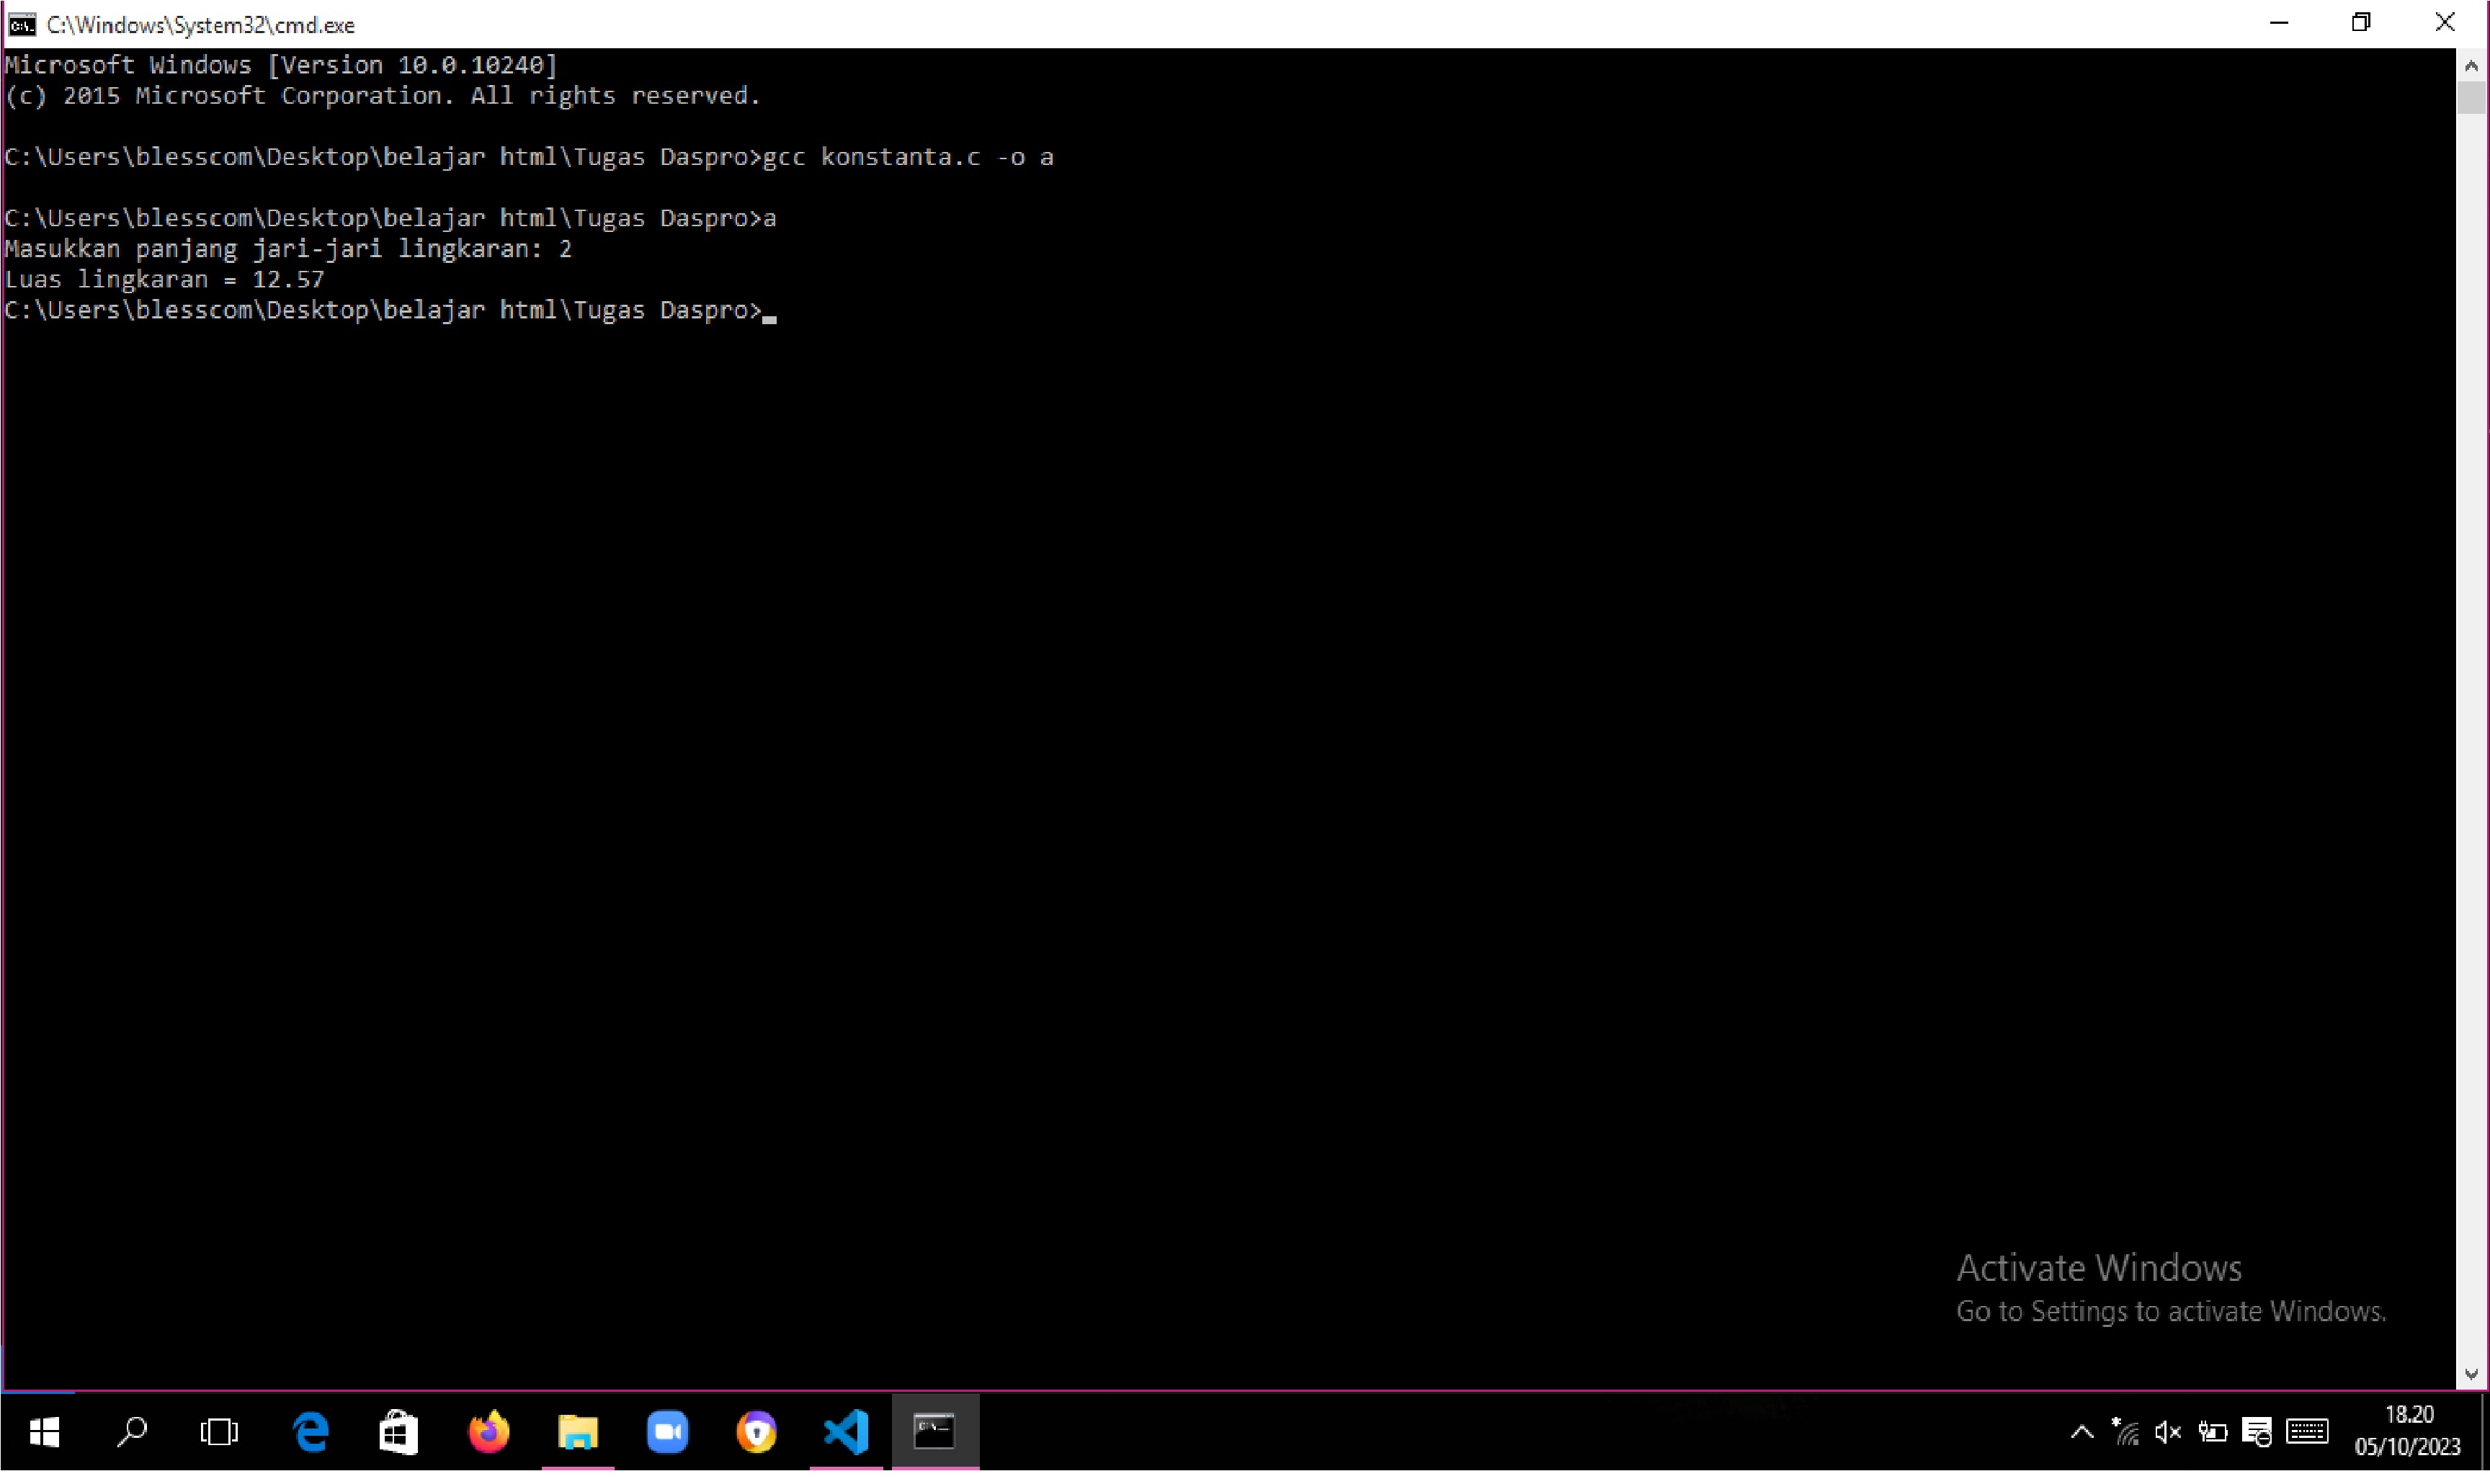 C:\Windows\System32\cmd.exe
Microsoft Windows [Version 10.0.10240]
(c) 2015 Microsoft Corporation. All rights reserved.
C:\Users\blesscom\Desktop\belajar html\Tugas Daspro>gcc konstanta.c -o a
C:\Users\blesscom\Desktop\belajar html\Tugas Daspro>a
Masukkan panjang jari-jari lingkaran: 2
Luas lingkaran = 12.57
C:\Users\blesscom\Desktop\belajar html\Tugas Daspro>_
Activate Windows
Go to Settings to activate Windows.
18.20
05/10/2023